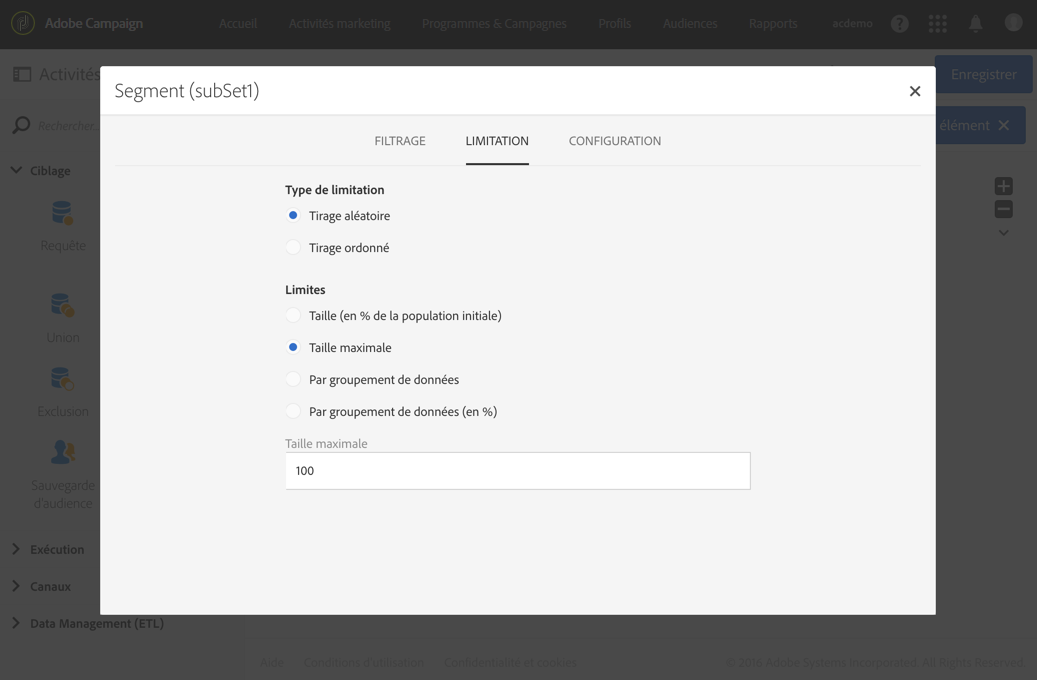 Adobe Campaign
Accueil
Activités marketing
Programmes & Campagnes
Profils
Audiences
Rapports
acdemo
?
Activités
Enregistrer
Segment (subSet1)
Rechercher...
élément
FILTRAGE
LIMITATION
CONFIGURATION
Ciblage
Requête
Union
Exclusion
Sauvegarde
d'audience
Exécution
Canaux
Data Management (ETL)
Type de limitation
Tirage aléatoire
Tirage ordonné
Limites
Taille (en % de la population initiale)
Taille maximale
Par groupement de données
Par groupement de données (en %)
Taille maximale
100
Aide
Conditions d'utilisation
Confidentialité et cookies
© 2016 Adobe Systems Incorporated. All Rights Reserved.